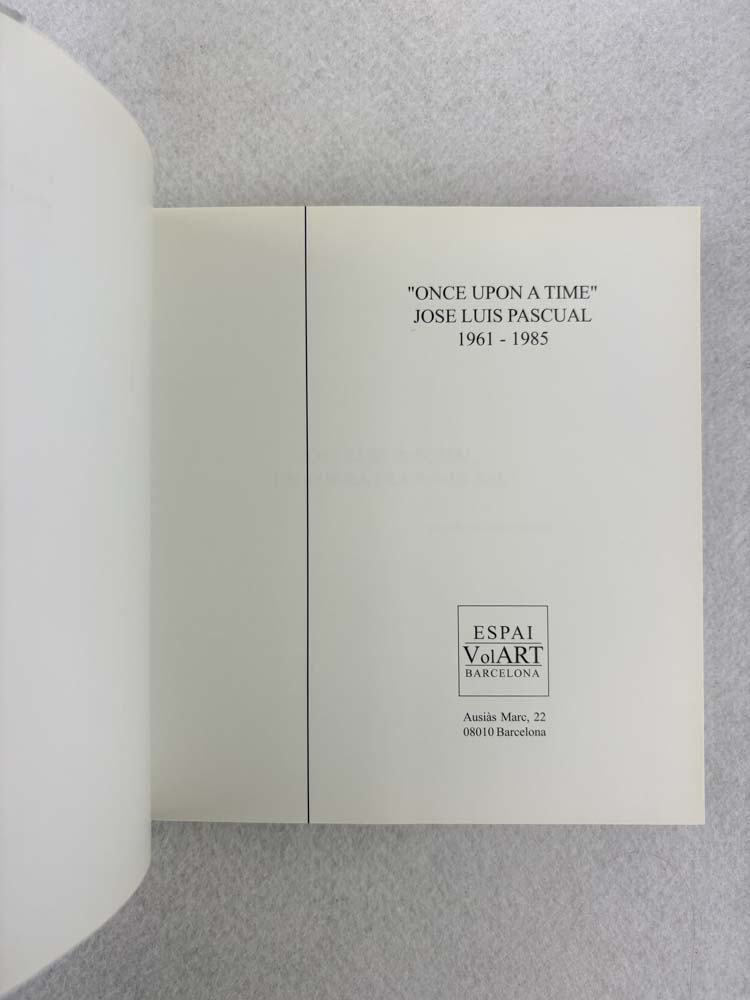 "ONCE UPON A TIME"
JOSE LUIS PASCUAL
1961 - 1985
ESPAI
VolART
BARCELONA
Ausiàs Marc, 22
08010 Barcelona